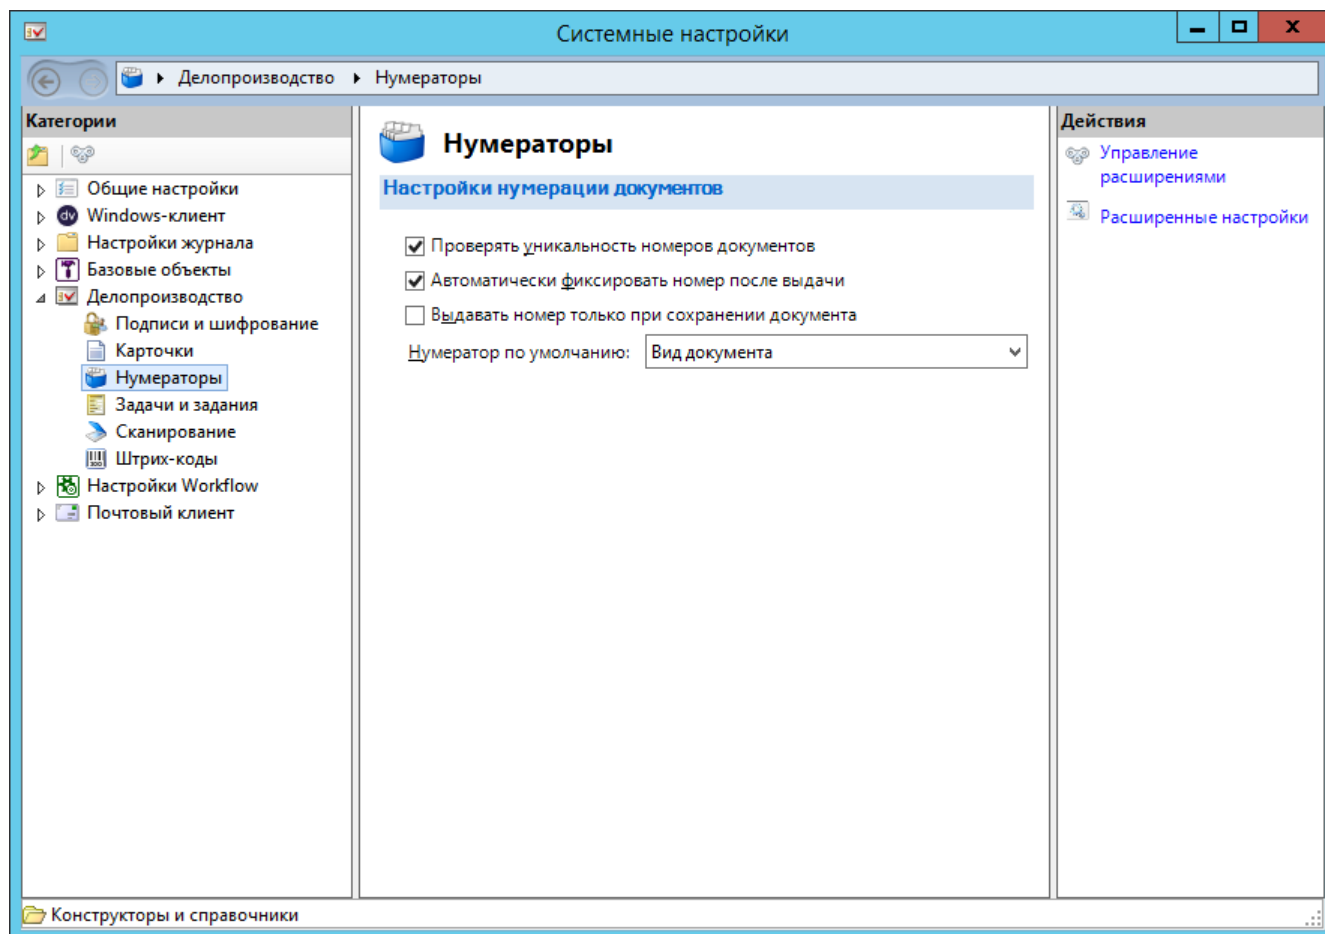 Системные настройки
Делопроизводство
Нумераторы
Категории
Общие настройки
Windows-клиент
Настройки журнала
Базовые объекты
Делопроизводство
Подписи и шифрование
Карточки
Нумераторы
Задачи и задания
Сканирование
Штрих-коды
Настройки Workflow
Почтовый клиент
Нумераторы
Настройки нумерации документов
Проверять уникальность номеров документов
Автоматически фиксировать номер после выдачи
Выдавать номер только при сохранении документа
Нумератор по умолчанию: Вид документа
Действия
Управление
расширениями
Расширенные настройки
Конструкторы и справочники